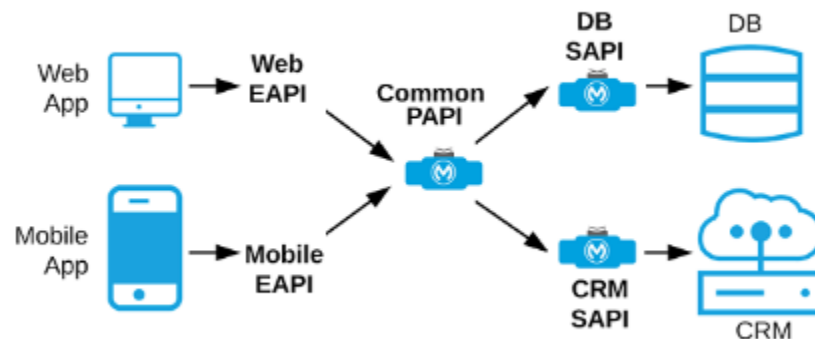 Web
App
Web
EAPI
Mobile
App
Mobile
EAPI
Common
PAPI
DB
SAPI
DB
CRM
SAPI
CRM